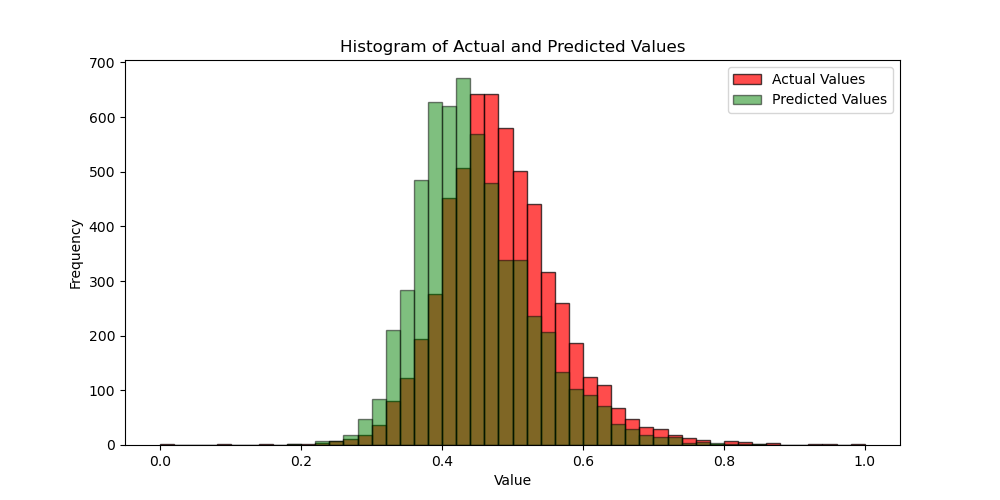 Histogram of Actual and Predicted Values
Actual Values
Predicted Values
700
600
500
400
300
200
100
0
Frequency
0.0
0.2
0.4
0.6
0.8
1.0
Value